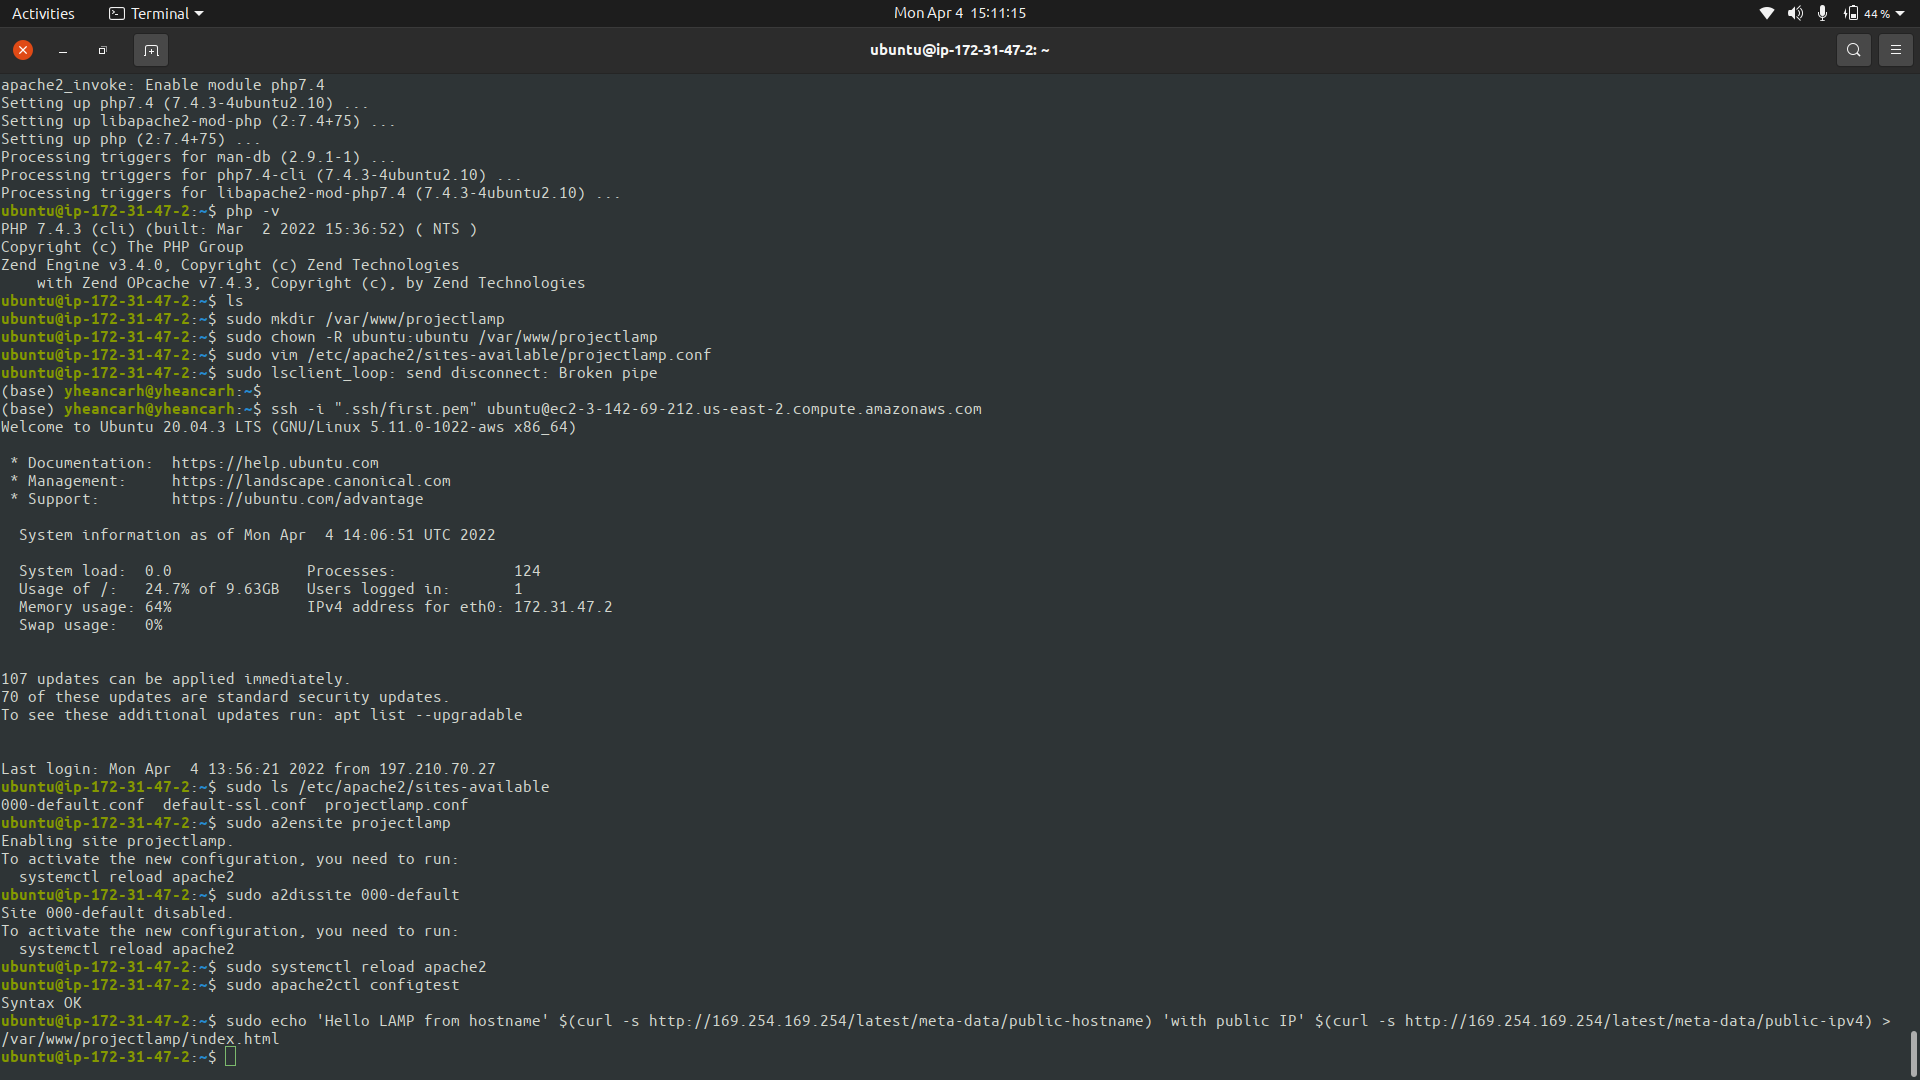 Activities Terminal Mon Apr 4 15:11:15 44 %
ubuntu@ip-172-31-47-2: ~
apache2_invoke: Enable module php7.4
Setting up php7.4 (7.4.3-4ubuntu2.10) ...
Setting up libapache2-mod-php (2:7.4+75) ...
Setting up php (2:7.4+75) ...
Processing triggers for man-db (2.9.1-1) ...
Processing triggers for php7.4-cli (7.4.3-4ubuntu2.10) ...
Processing triggers for libapache2-mod-php7.4 (7.4.3-4ubuntu2.10) ...
ubuntu@ip-172-31-47-2:~$ php -v
PHP 7.4.3 (cli) (built: Mar  2 2022 15:36:52) ( NTS )
Copyright (c) The PHP Group
Zend Engine v3.4.0, Copyright (c) Zend Technologies
    with Zend OPcache v7.4.3, Copyright (c), by Zend Technologies
ubuntu@ip-172-31-47-2:~$ ls
ubuntu@ip-172-31-47-2:~$ sudo mkdir /var/www/projectlamp
ubuntu@ip-172-31-47-2:~$ sudo chown -R ubuntu:ubuntu /var/www/projectlamp
ubuntu@ip-172-31-47-2:~$ sudo vim /etc/apache2/sites-available/projectlamp.conf
ubuntu@ip-172-31-47-2:~$ sudo lsclient_loop: send disconnect: Broken pipe
(base) yheancarh@yheancarh:~$
(base) yheancarh@yheancarh:~$ ssh -i ".ssh/first.pem" ubuntu@ec2-3-142-69-212.us-east-2.compute.amazonaws.com
Welcome to Ubuntu 20.04.3 LTS (GNU/Linux 5.11.0-1022-aws x86_64)
 * Documentation:  https://help.ubuntu.com
 * Management:     https://landscape.canonical.com
 * Support:        https://ubuntu.com/advantage
  System information as of Mon Apr  4 14:06:51 UTC 2022
  System load:  0.0               Processes:             124
  Usage of /:   24.7% of 9.63GB   Users logged in:       1
  Memory usage: 64%               IPv4 address for eth0: 172.31.47.2
  Swap usage:   0%
107 updates can be applied immediately.
70 of these updates are standard security updates.
To see these additional updates run: apt list --upgradable
Last login: Mon Apr  4 13:56:21 2022 from 197.210.70.27
ubuntu@ip-172-31-47-2:~$ sudo ls /etc/apache2/sites-available
000-default.conf  default-ssl.conf  projectlamp.conf
ubuntu@ip-172-31-47-2:~$ sudo a2ensite projectlamp
Enabling site projectlamp.
To activate the new configuration, you need to run:
  systemctl reload apache2
ubuntu@ip-172-31-47-2:~$ sudo a2dissite 000-default
Site 000-default disabled.
To activate the new configuration, you need to run:
  systemctl reload apache2
ubuntu@ip-172-31-47-2:~$ sudo systemctl reload apache2
ubuntu@ip-172-31-47-2:~$ sudo apache2ctl configtest
Syntax OK
ubuntu@ip-172-31-47-2:~$ sudo echo 'Hello LAMP from hostname' $(curl -s http://169.254.169.254/latest/meta-data/public-hostname) 'with public IP' $(curl -s http://169.254.169.254/latest/meta-data/public-ipv4) >
/var/www/projectlamp/index.html
ubuntu@ip-172-31-47-2:~$